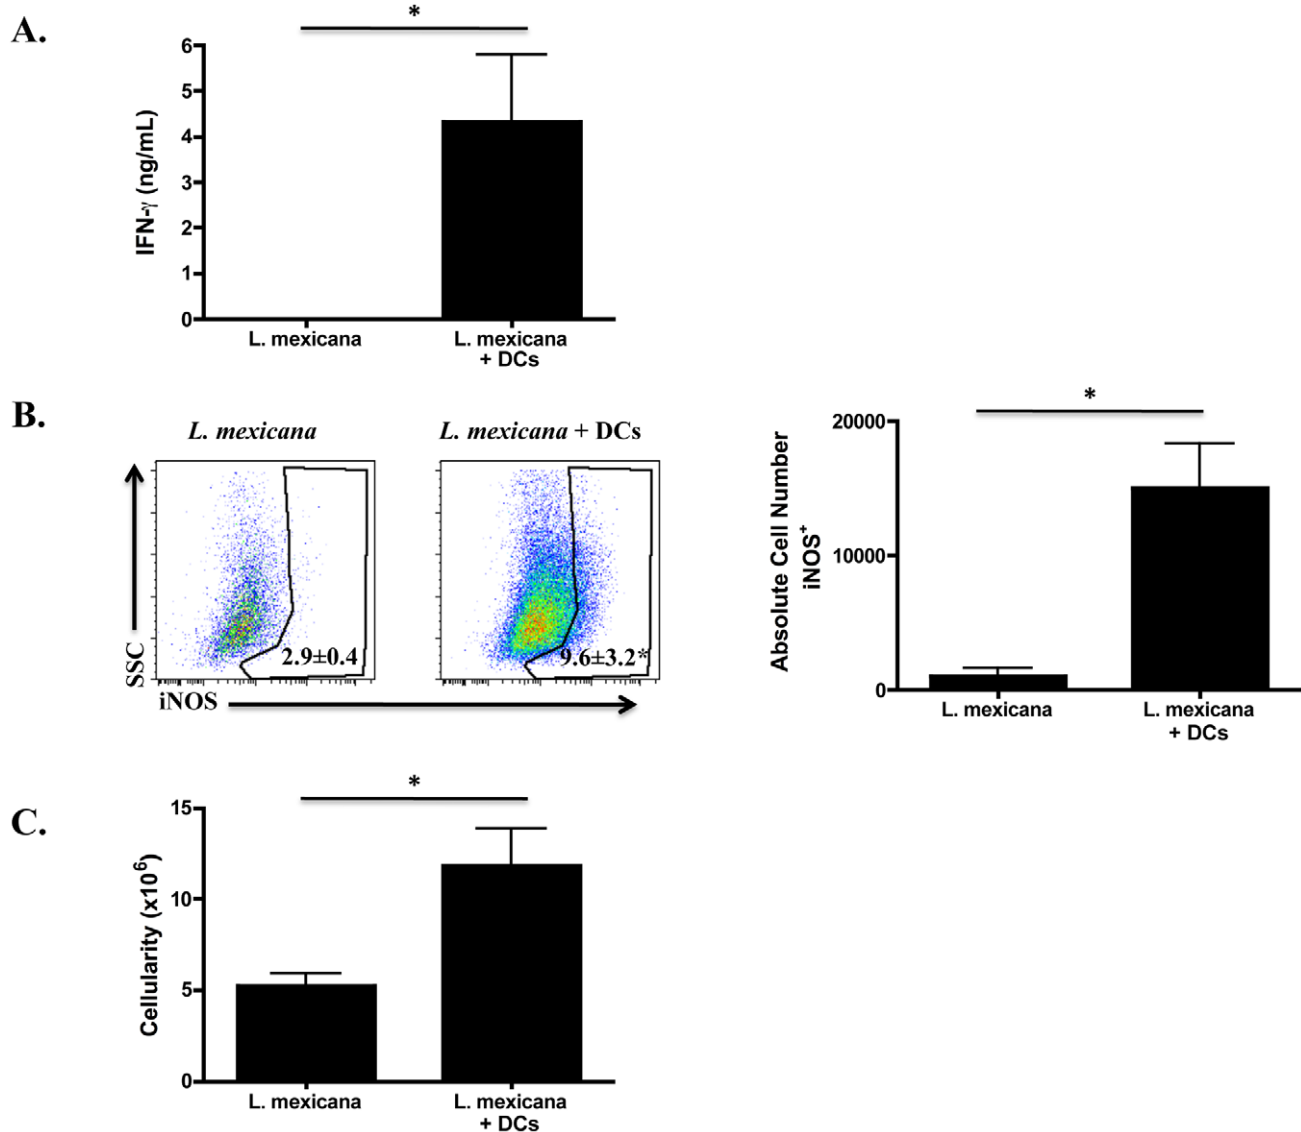 A.
*
6
5
4
3
2
1
0
IFN-γ (ng/mL)
L. mexicana
L. mexicana
+ DCs
B.
L. mexicana
L. mexicana + DCs
SSC
2.9±0.4
9.6±3.2*
iNOS
*
20000
10000
0
Absolute Cell Number
iNOS+
L. mexicana
L. mexicana
+ DCs
C.
*
15
10
5
0
Cellularity (x10⁶)
L. mexicana
L. mexicana
+ DCs